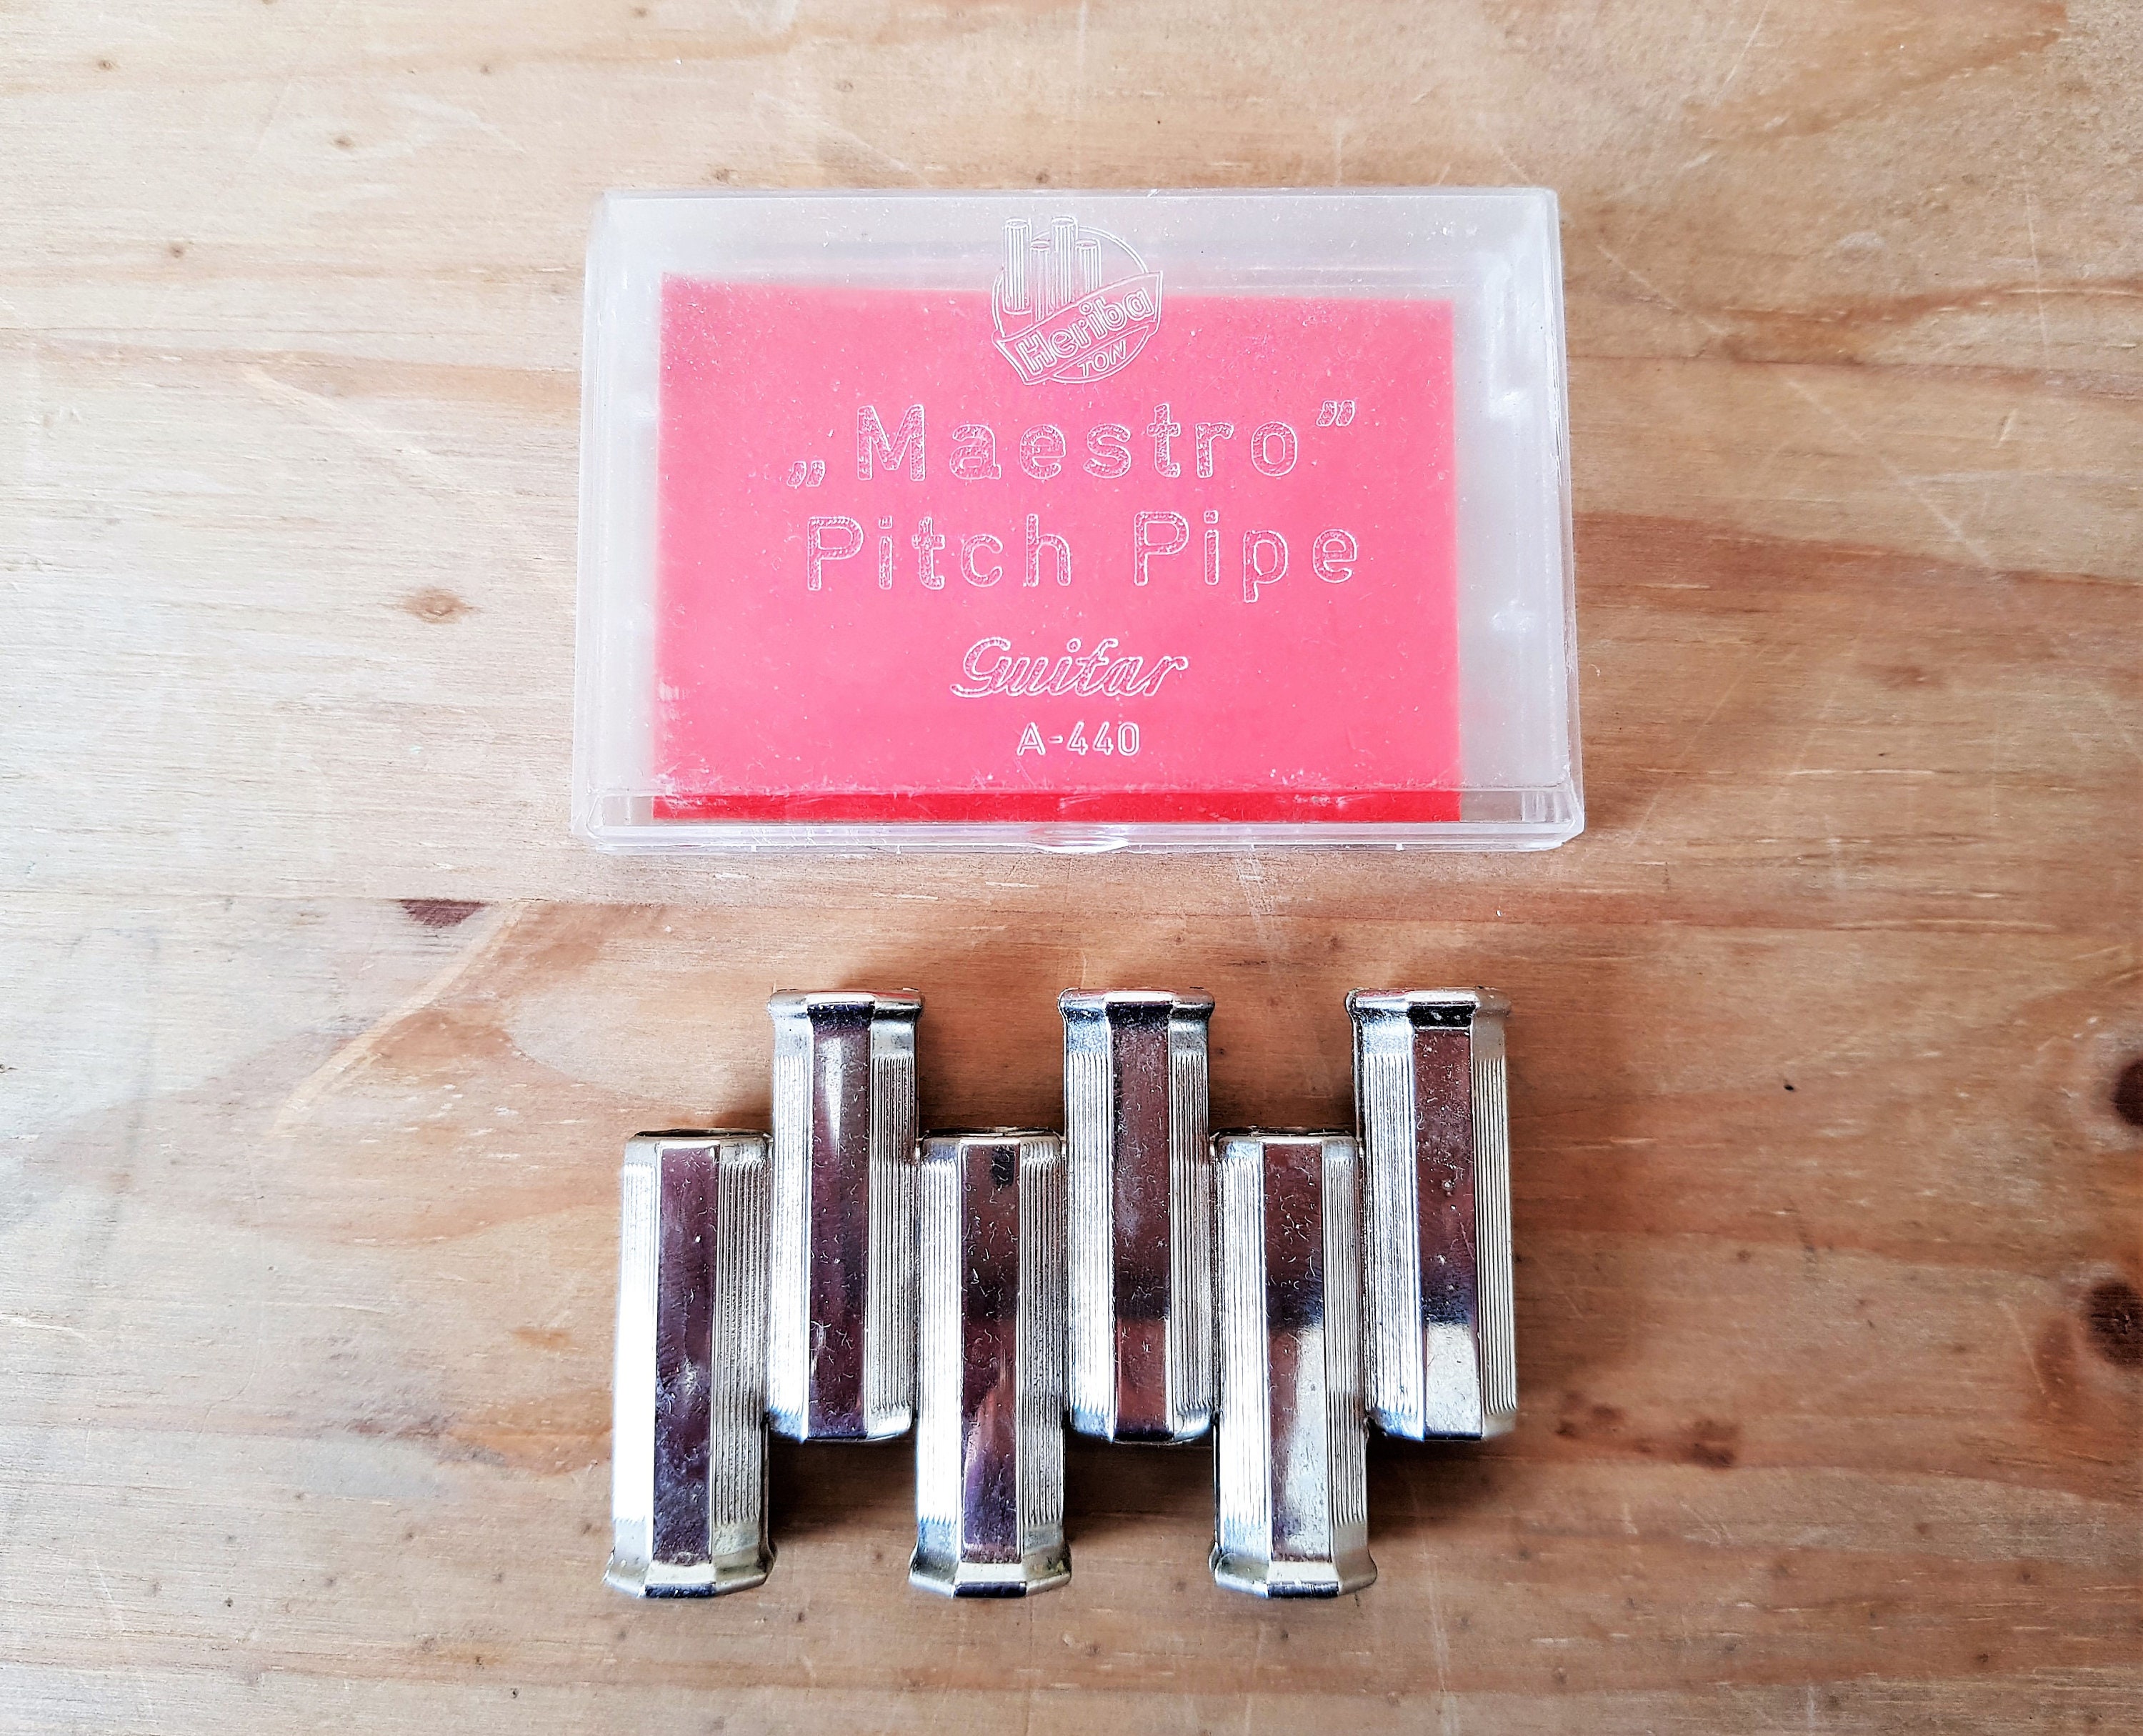 Heriba
TON
„Maestro”
Pitch Pipe
Guitar
A-440